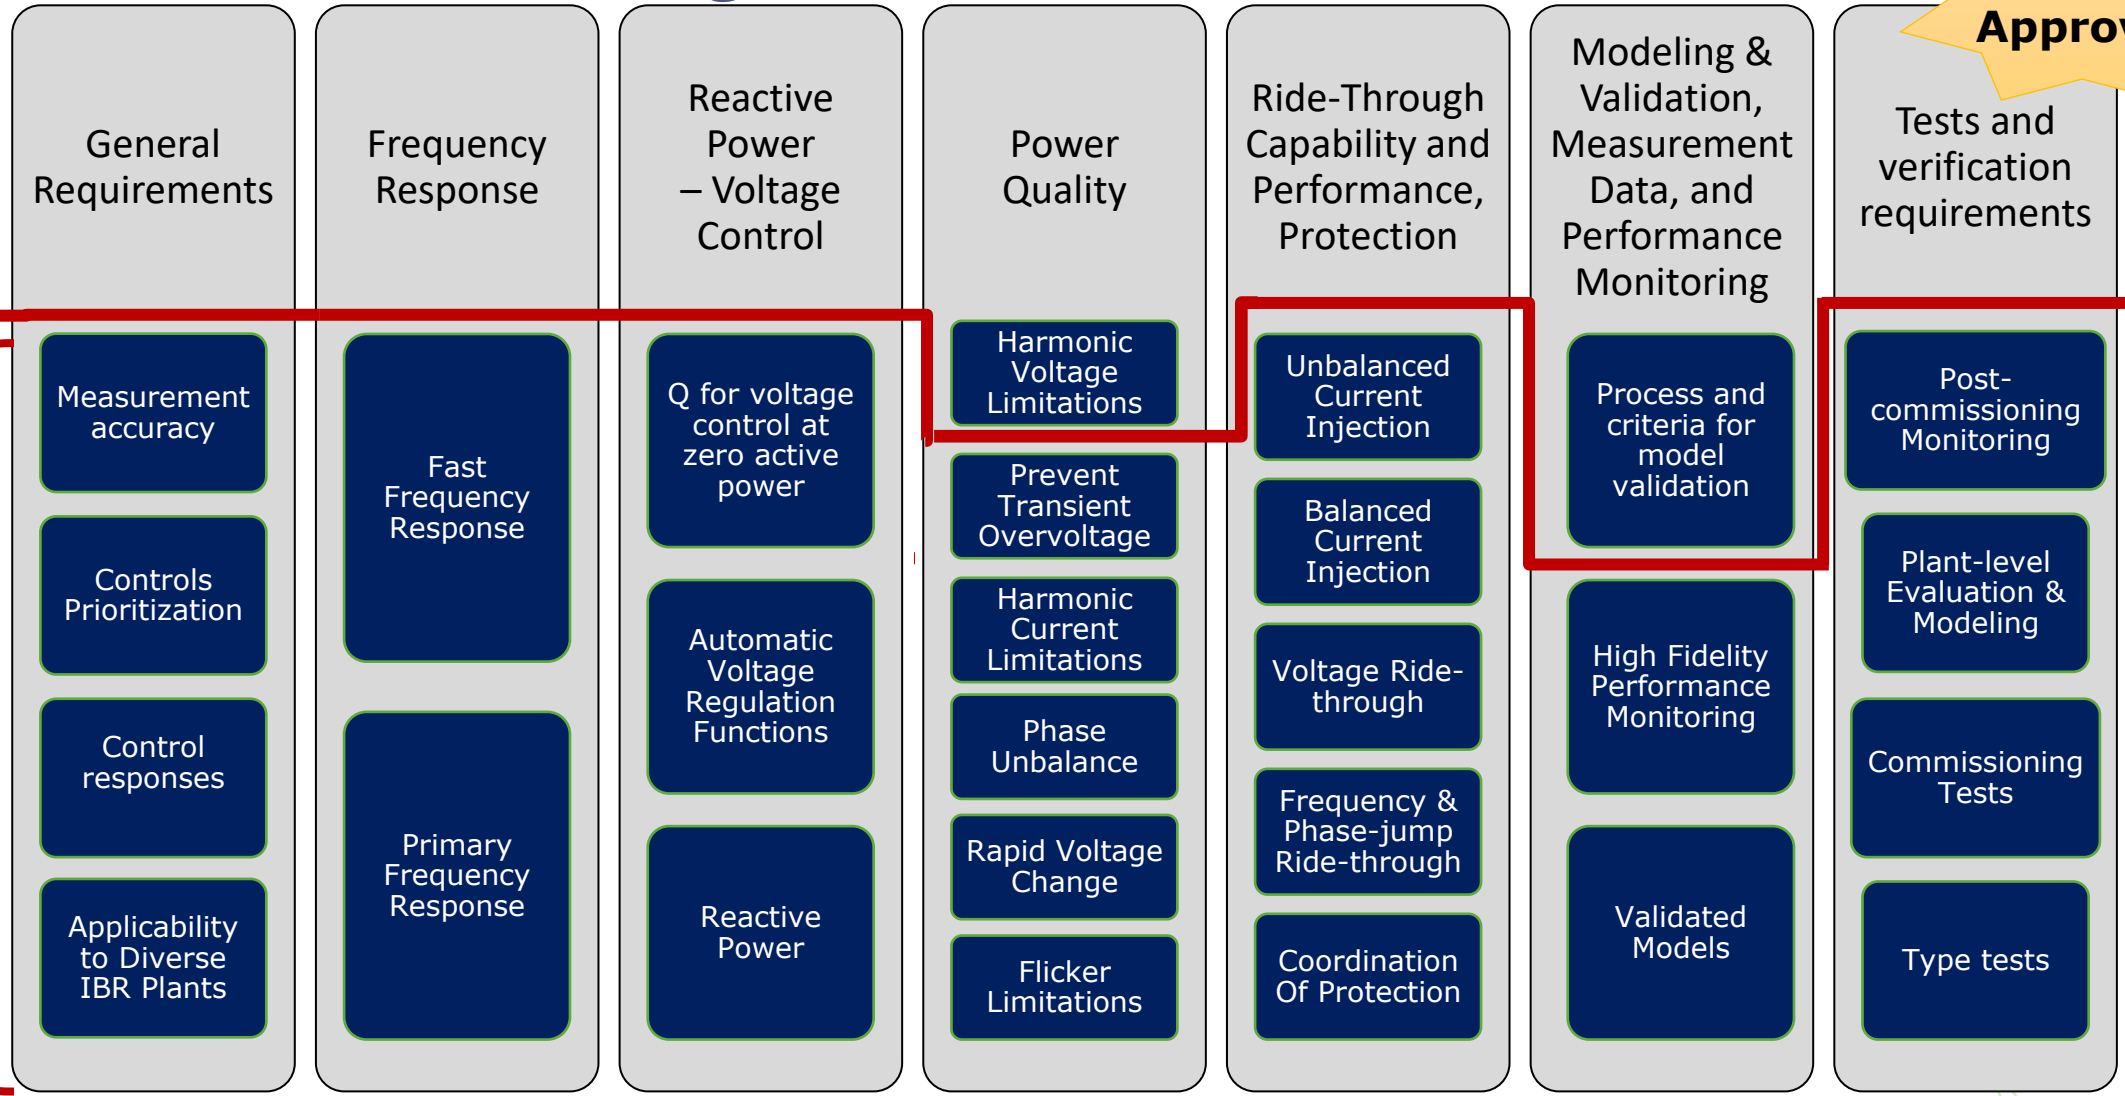 General
Requirements
Measurement
accuracy
Controls
Prioritization
Control
responses
Applicability
to Diverse
IBR Plants
Frequency
Response
Fast
Frequency
Response
Primary
Frequency
Response
Reactive
Power
– Voltage
Control
Q for voltage
control at
zero active
power
Automatic
Voltage
Regulation
Functions
Reactive
Power
Power
Quality
Harmonic
Voltage
Limitations
Prevent
Transient
Overvoltage
Harmonic
Current
Limitations
Phase
Unbalance
Rapid Voltage
Change
Flicker
Limitations
Ride-Through
Capability and
Performance,
Protection
Unbalanced
Current
Injection
Balanced
Current
Injection
Voltage Ride-
through
Frequency &
Phase-jump
Ride-through
Coordination
Of Protection
Modeling &
Validation,
Measurement
Data, and
Performance
Monitoring
Process and
criteria for
model
validation
High Fidelity
Performance
Monitoring
Validated
Models
Tests and
verification
requirements
Post-
commissioning
Monitoring
Plant-level
Evaluation &
Modeling
Commissioning
Tests
Type tests